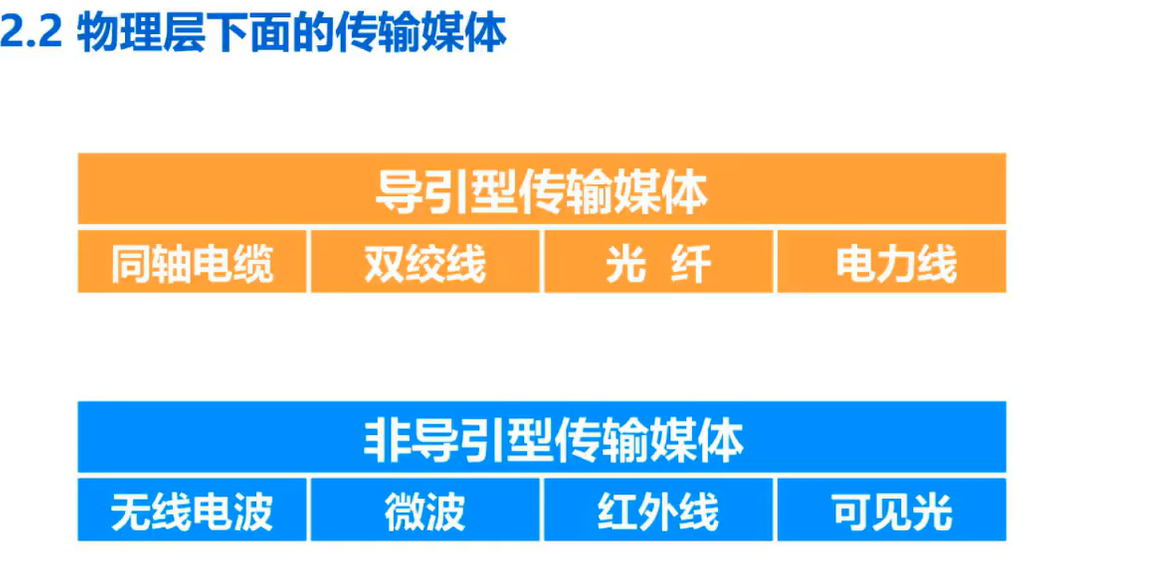 2.2 物理层下面的传输媒体
导引型传输媒体
同轴电缆 双绞线 光 纤 电力线
非导引型传输媒体
无线电波 微波 红外线 可见光